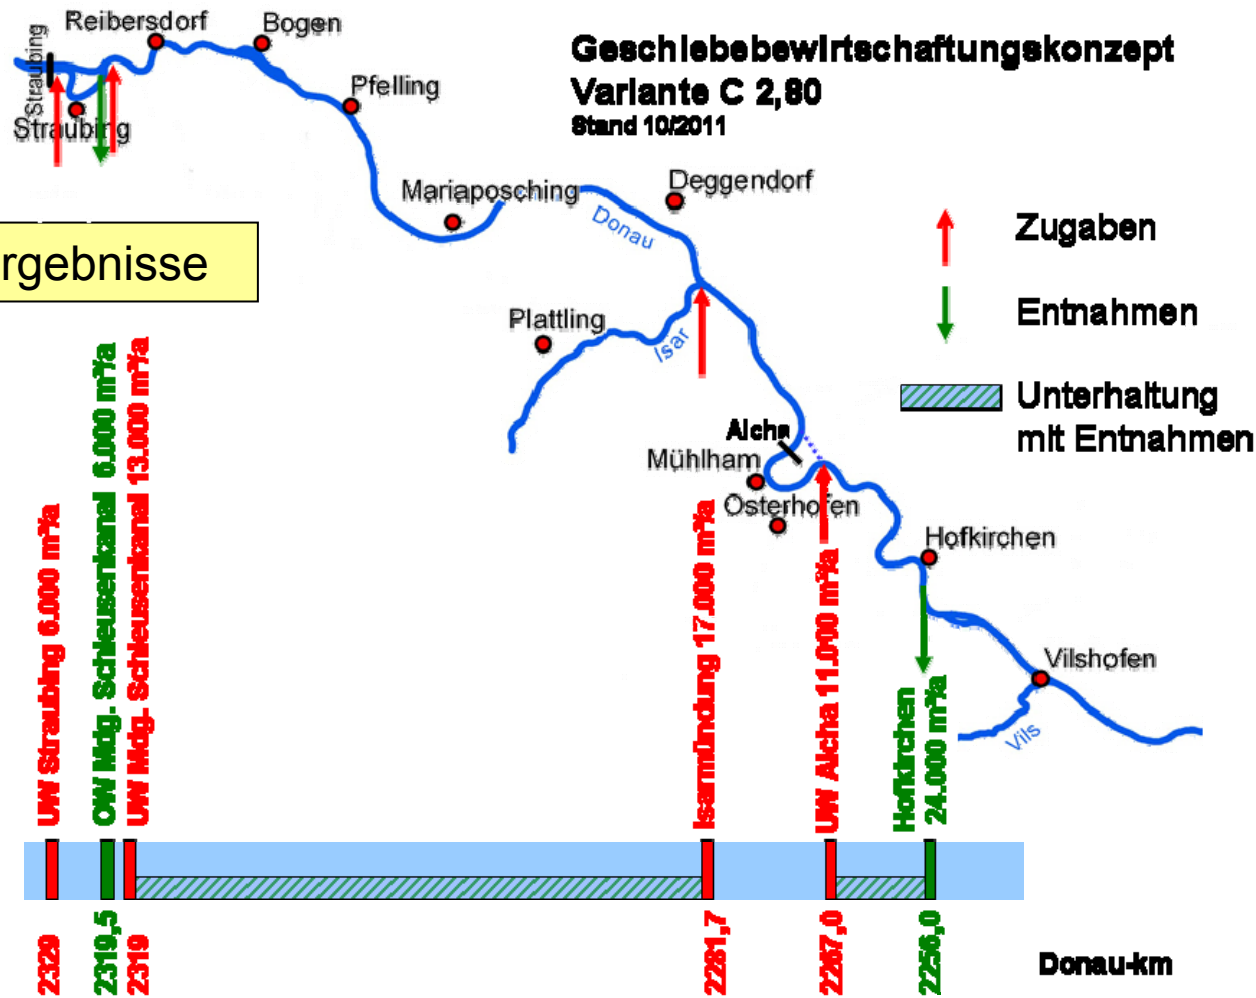 Geschiebebewirtschaftungskonzept
Variante C 2,80
Stand 10/2011
Reibersdorf
Bogen
Straubing
Straubing
Pfelling
Mariaposching
Deggendorf
Donau
rgebnisse
Plattling
Isar
Zugaben
Entnahmen
Unterhaltung
mit Entnahmen
Aicha
Mühlham
Osterhofen
Hofkirchen
Vilshofen
Vils
UW Straubing 6.000 m³/a
OW Mdg. Schleusenkanal 6.000 m³/a
UW Mdg. Schleusenkanal 13.000 m³/a
Isarmündung 17.000 m³/a
UW Aicha 11.000 m³/a
Hofkirchen
24.000 m³/a
2329
2319,5
2319
2281,7
2267,0
2256,0
Donau-km